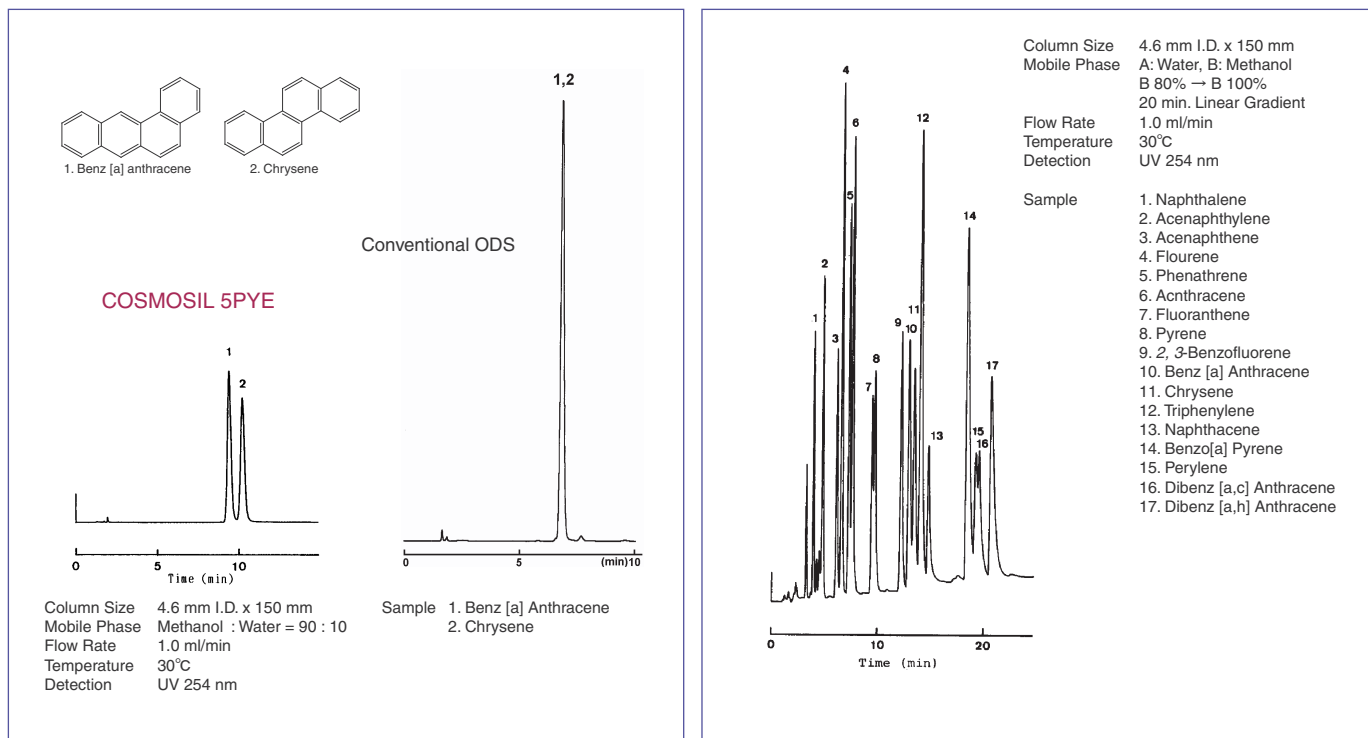 1. Benz [a] anthracene
2. Chrysene
COSMOSIL 5PYE
1
2
0
5
10
Time (min)
Conventional ODS
1,2
0
5
(min)10
Column Size 4.6 mm I.D. x 150 mm
Mobile Phase Methanol : Water = 90 : 10
Flow Rate 1.0 ml/min
Temperature 30°C
Detection UV 254 nm
Sample 1. Benz [a] Anthracene
2. Chrysene
1
2
3
4
5
6
7
8
9
10
11
12
13
14
15
16
17
0
10
20
Time (min)
Column Size 4.6 mm I.D. x 150 mm
Mobile Phase A: Water, B: Methanol
B 80% → B 100%
20 min. Linear Gradient
Flow Rate 1.0 ml/min
Temperature 30°C
Detection UV 254 nm
Sample 1. Naphthalene
2. Acenaphthylene
3. Acenaphthene
4. Flourene
5. Phenathrene
6. Acnthracene
7. Fluoranthene
8. Pyrene
9. 2, 3-Benzofluorene
10. Benz [a] Anthracene
11. Chrysene
12. Triphenylene
13. Naphthacene
14. Benzo[a] Pyrene
15. Perylene
16. Dibenz [a,c] Anthracene
17. Dibenz [a,h] Anthracene